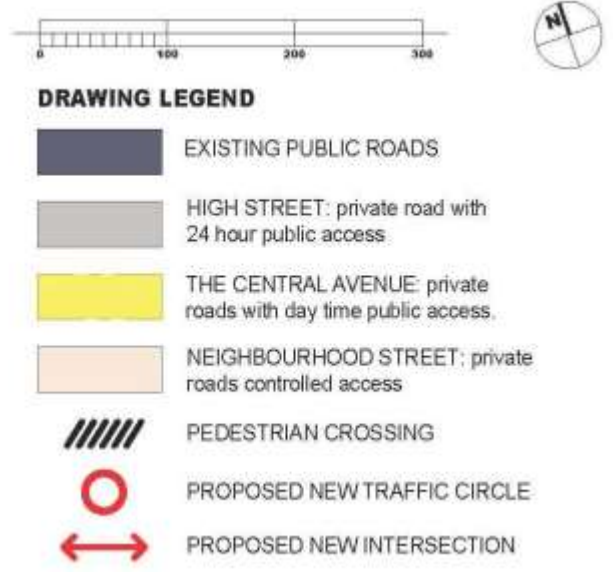 N
0 100 200 300
DRAWING LEGEND
EXISTING PUBLIC ROADS
HIGH STREET: private road with
24 hour public access
THE CENTRAL AVENUE: private
roads with day time public access.
NEIGHBOURHOOD STREET: private
roads controlled access
PEDESTRIAN CROSSING
PROPOSED NEW TRAFFIC CIRCLE
PROPOSED NEW INTERSECTION